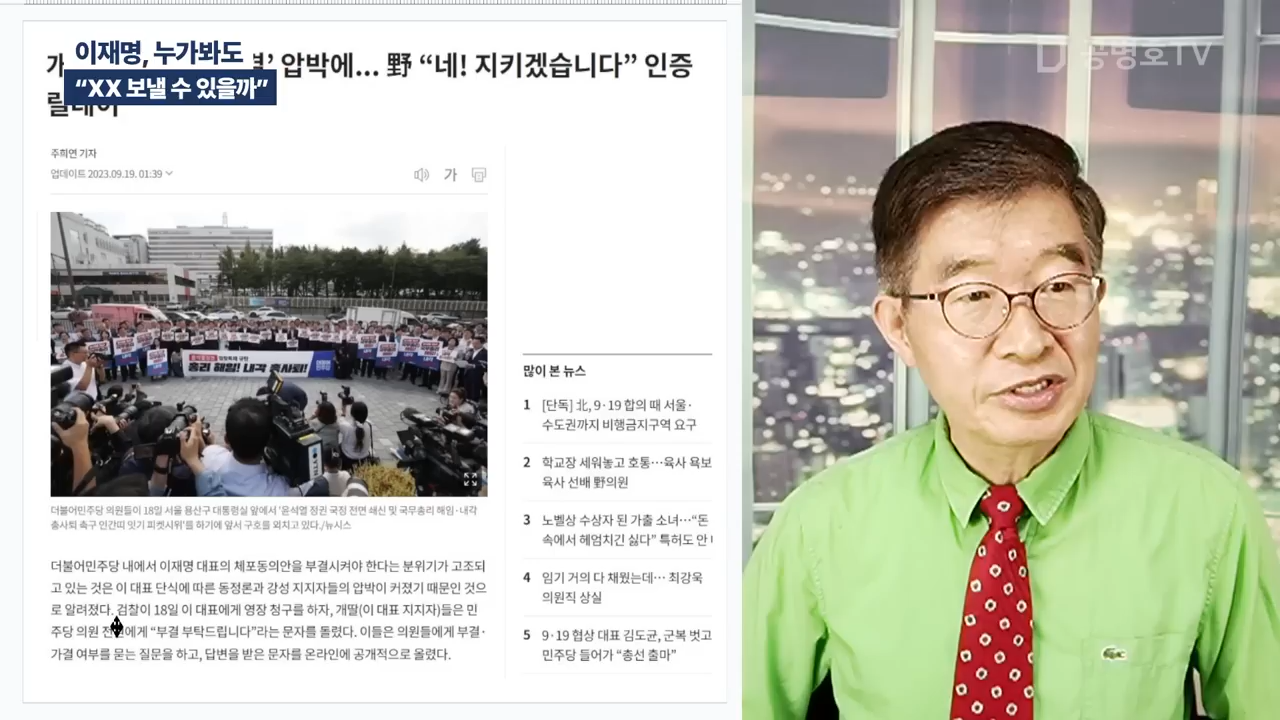 이재명, 누가봐도
“XX 보낼 수 있을까”
압박에... 野 “네! 지키겠습니다” 인증
주희연 기자
업데이트 2023.09.19. 01:39
가
총리 해임! 내각 총사퇴!
더불어민주당 의원들이 18일 서울 용산구 대통령실 앞에서 '윤석열 정권 국정 전면 쇄신 및 국무총리 해임·내각
총사퇴 촉구 인간띠 잇기 피켓시위'를 하기에 앞서 구호를 외치고 있다./뉴시스
더불어민주당 내에서 이재명 대표의 체포동의안을 부결시켜야 한다는 분위기가 고조되
고 있는 것은 이 대표 단식에 따른 동정론과 강성 지지자들의 압박이 커졌기 때문인 것으
로 알려졌다. 검찰이 18일 이 대표에게 영장 청구를 하자, 개딸(이 대표 지지자)들은 민
주당 의원 전원에게 “부결 부탁드립니다”라는 문자를 돌렸다. 이들은 의원들에게 부결·
가결 여부를 묻는 질문을 하고, 답변을 받은 문자를 온라인에 공개적으로 올렸다.
많이 본 뉴스
1 [단독] 北, 9·19 합의 때 서울·
수도권까지 비행금지구역 요구
2 학교장 세워놓고 호통…육사 욕보
육사 선배 野의원
3 노벨상 수상자 된 가출 소녀…“돈
속에서 헤엄치긴 싫다” 특허도 안
4 임기 거의 다 채웠는데… 최강욱
의원직 상실
5 9·19 협상 대표 김도균, 군복 벗고
민주당 들어가 “총선 출마”
공병호TV
YTN